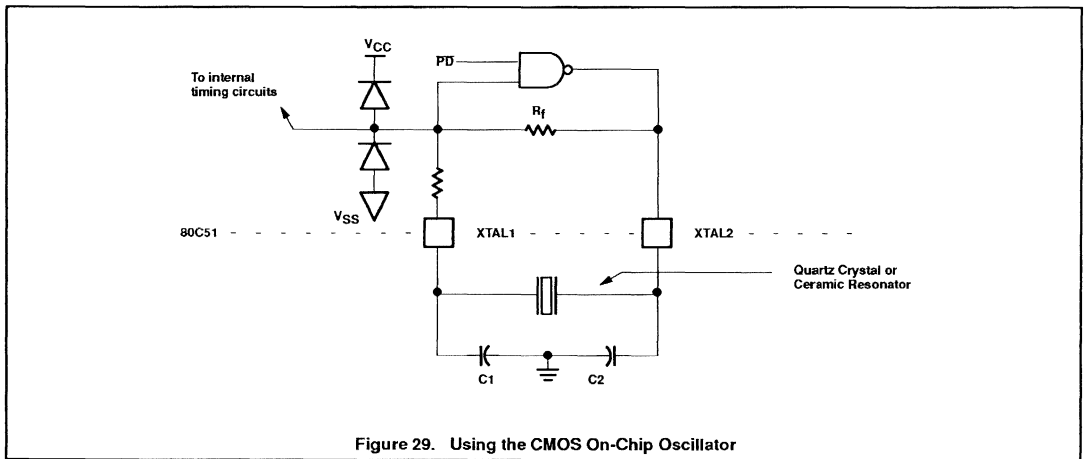 VCC
PD
To internal
timing circuits
Rf
VSS
80C51
XTAL1
XTAL2
Quartz Crystal or
Ceramic Resonator
C1
C2
Figure 29. Using the CMOS On-Chip Oscillator